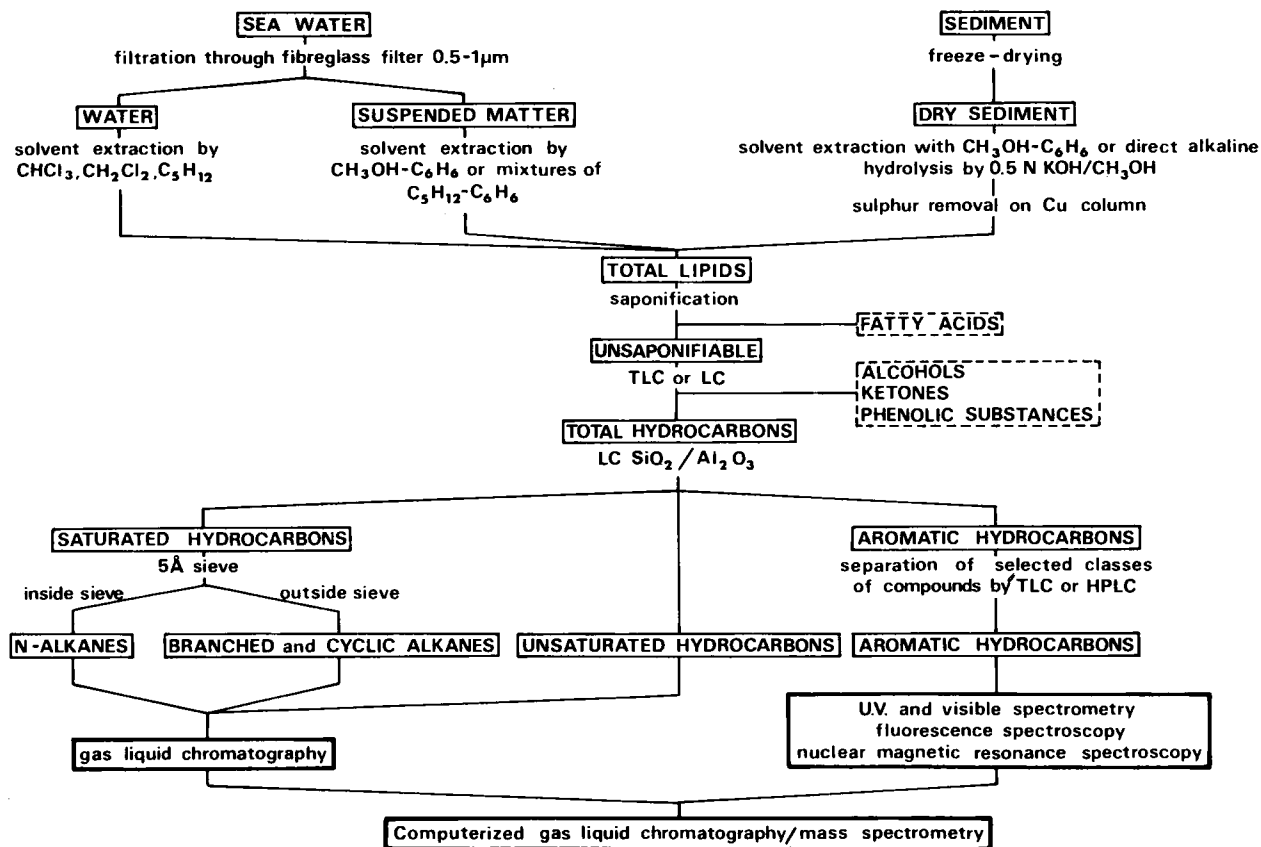 SEA WATER
filtration through fibreglass filter 0.5-1µm
WATER
solvent extraction by
CHCl₃,CH₂Cl₂,C₅H₁₂
SUSPENDED MATTER
solvent extraction by
CH₃OH-C₆H₆ or mixtures of
C₅H₁₂-C₆H₆
SEDIMENT
freeze-drying
DRY SEDIMENT
solvent extraction with CH₃OH-C₆H₆ or direct alkaline
hydrolysis by 0.5 N KOH/CH₃OH
sulphur removal on Cu column
TOTAL LIPIDS
saponification
FATTY ACIDS
UNSAPONIFIABLE
TLC or LC
ALCOHOLS
KETONES
PHENOLIC SUBSTANCES
TOTAL HYDROCARBONS
LC SiO₂/Al₂O₃
SATURATED HYDROCARBONS
5Å sieve
inside sieve
outside sieve
N-ALKANES
BRANCHED and CYCLIC ALKANES
UNSATURATED HYDROCARBONS
AROMATIC HYDROCARBONS
separation of selected classes
of compounds by TLC or HPLC
AROMATIC HYDROCARBONS
gas liquid chromatography
U.V. and visible spectrometry
fluorescence spectroscopy
nuclear magnetic resonance spectroscopy
Computerized gas liquid chromatography/mass spectrometry